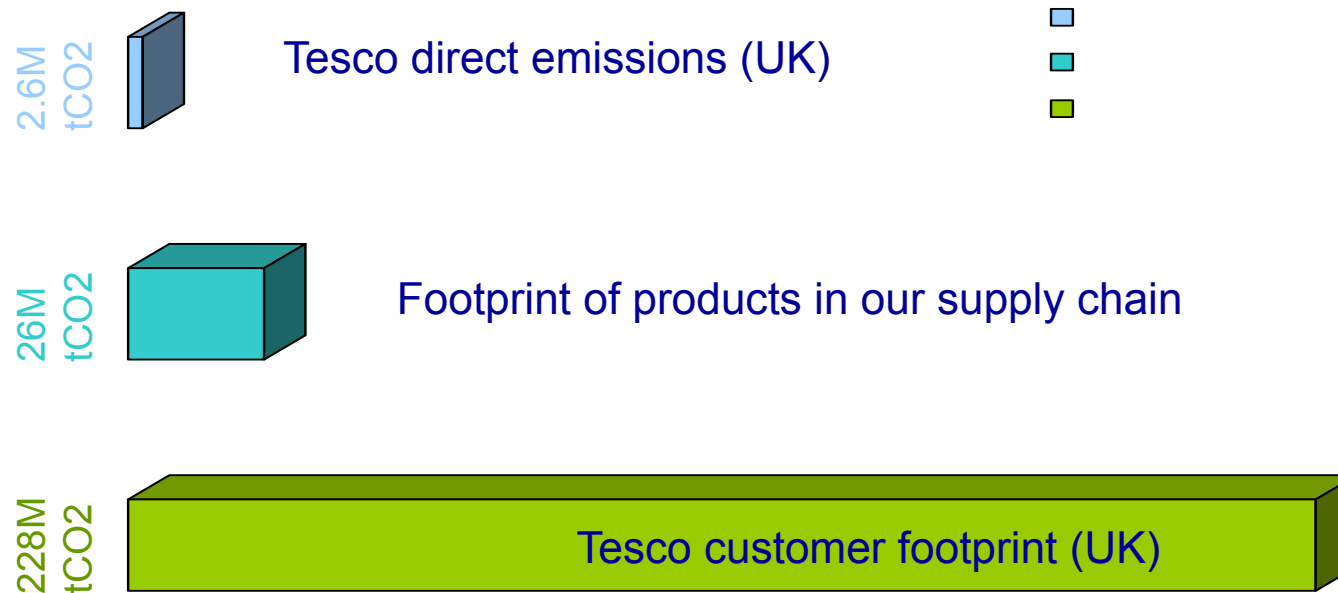 2.6M
tCO2
Tesco direct emissions (UK)
26M
tCO2
Footprint of products in our supply chain
228M
tCO2
Tesco customer footprint (UK)